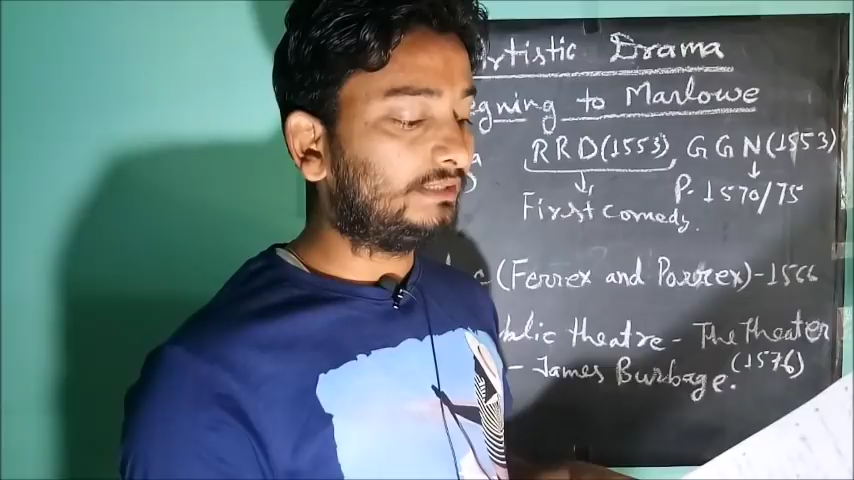 rtistic Drama
gning to Marlowe
RRD(1553) GGN(1553)
P-1570/75
First comedy.
(Ferrex and Porrex)-1561
blic theatre - The Theater
(1576)
- James Burbage.